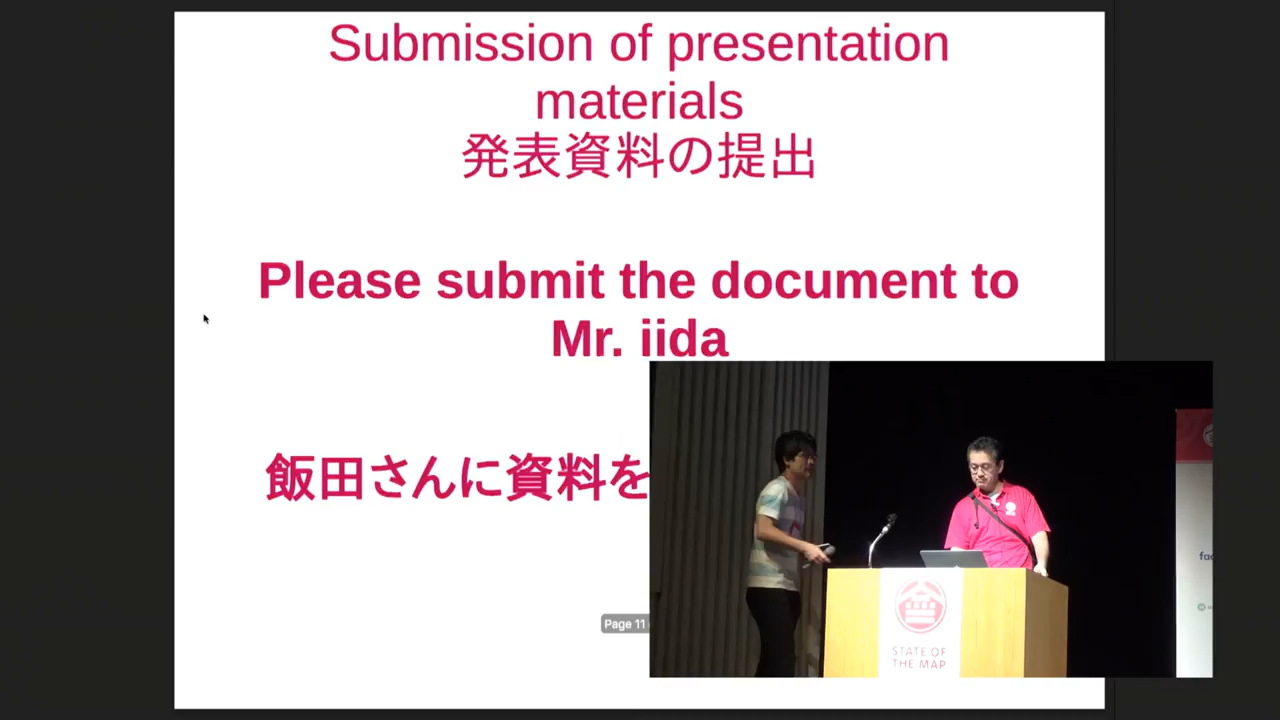 Submission of presentation
materials
発表資料の提出
Please submit the document to
Mr. iida
飯田さんに資料を
Page 11
STATE OF
THE MAP